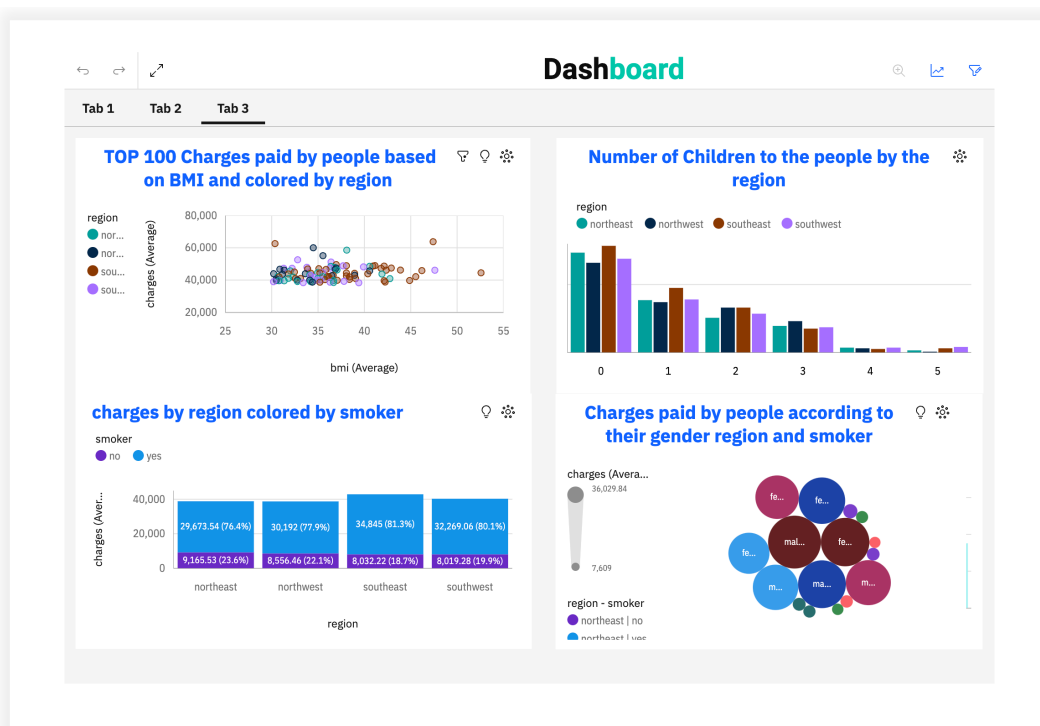 Dashboard
Tab 1 Tab 2 Tab 3
TOP 100 Charges paid by people based
on BMI and colored by region
region
nor...
nor...
sou...
sou...
charges (Average)
80,000
60,000
40,000
20,000
25 30 35 40 45 50 55
bmi (Average)
Number of Children to the people by the
region
region
northeast northwest southeast southwest
0 1 2 3 4 5
charges by region colored by smoker
smoker
no yes
charges (Aver...
40,000
20,000
0
29,673.54 (76.4%) 30,192 (77.9%) 34,845 (81.3%) 32,269.06 (80.1%)
9,165.53 (23.6%) 8,556.46 (22.1%) 8,032.22 (18.7%) 8,019.28 (19.9%)
northeast northwest southeast southwest
region
Charges paid by people according to
their gender region and smoker
charges (Avera...
36,029.84
7,609
region - smoker
northeast | no
northeast | yes
fe...
fe...
mal...
fe...
fe...
m...
ma...
m...